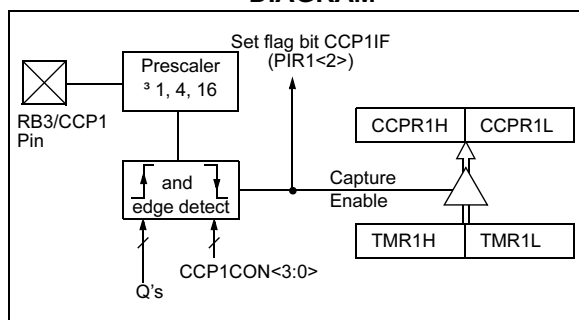 DIAGRAM
Set flag bit CCP1IF
(PIR1<2>)
Prescaler
³ 1, 4, 16
RB3/CCP1
Pin
CCPR1H
CCPR1L
and
edge detect
Capture
Enable
TMR1H
TMR1L
CCP1CON<3:0>
Q's